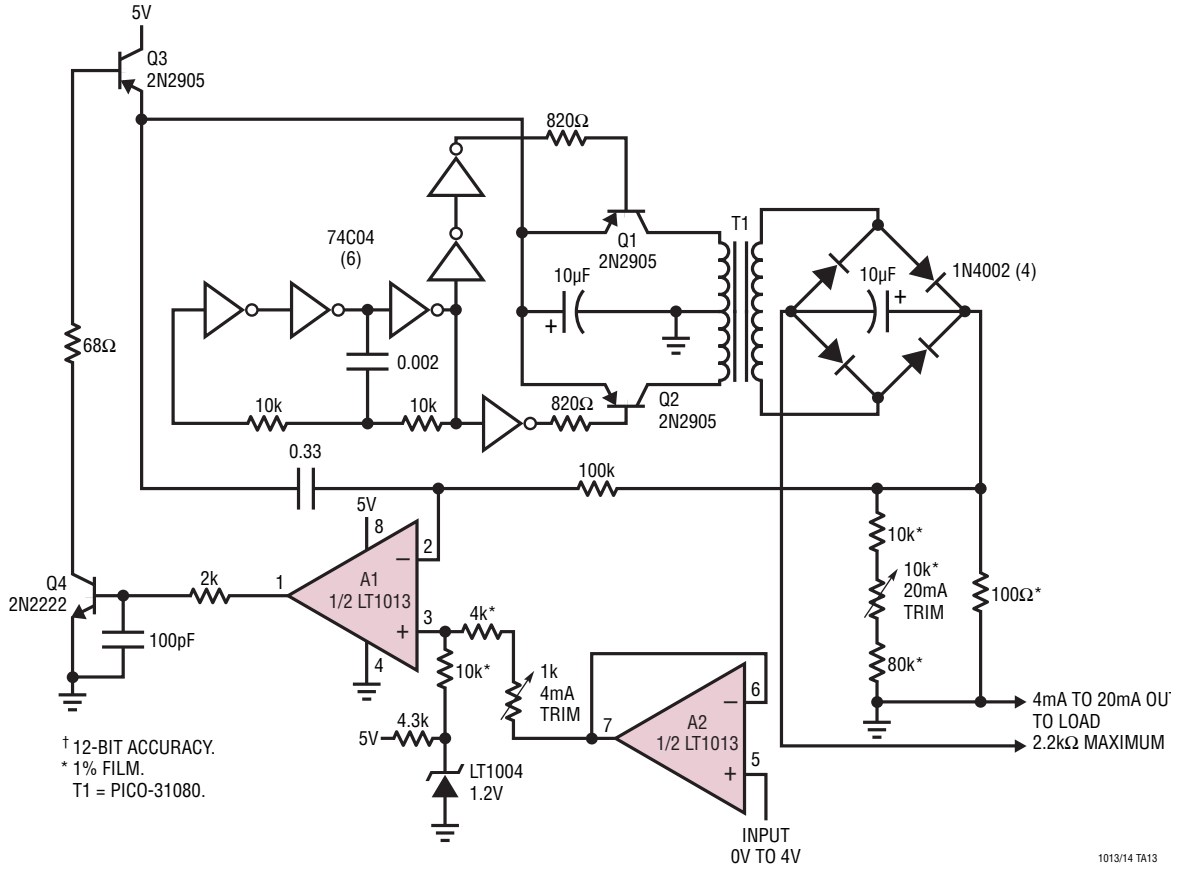 5V
Q3
2N2905
820Ω
74C04
(6)
Q1
2N2905
T1
10µF
+
10µF
+
1N4002 (4)
68Ω
0.002
10k
10k
820Ω
Q2
2N2905
0.33
100k
5V
8
2
–
A1
1/2 LT1013
1
3
+
4
2k
Q4
2N2222
100pF
4k*
10k*
1k
4mA
TRIM
10k*
10k*
20mA
TRIM
80k*
100Ω*
6
–
A2
1/2 LT1013
7
5
+
4.3k
5V
LT1004
1.2V
INPUT
0V TO 4V
4mA TO 20mA OU
TO LOAD
2.2kΩ MAXIMUM
† 12-BIT ACCURACY.
* 1% FILM.
T1 = PICO-31080.
1013/14 TA13